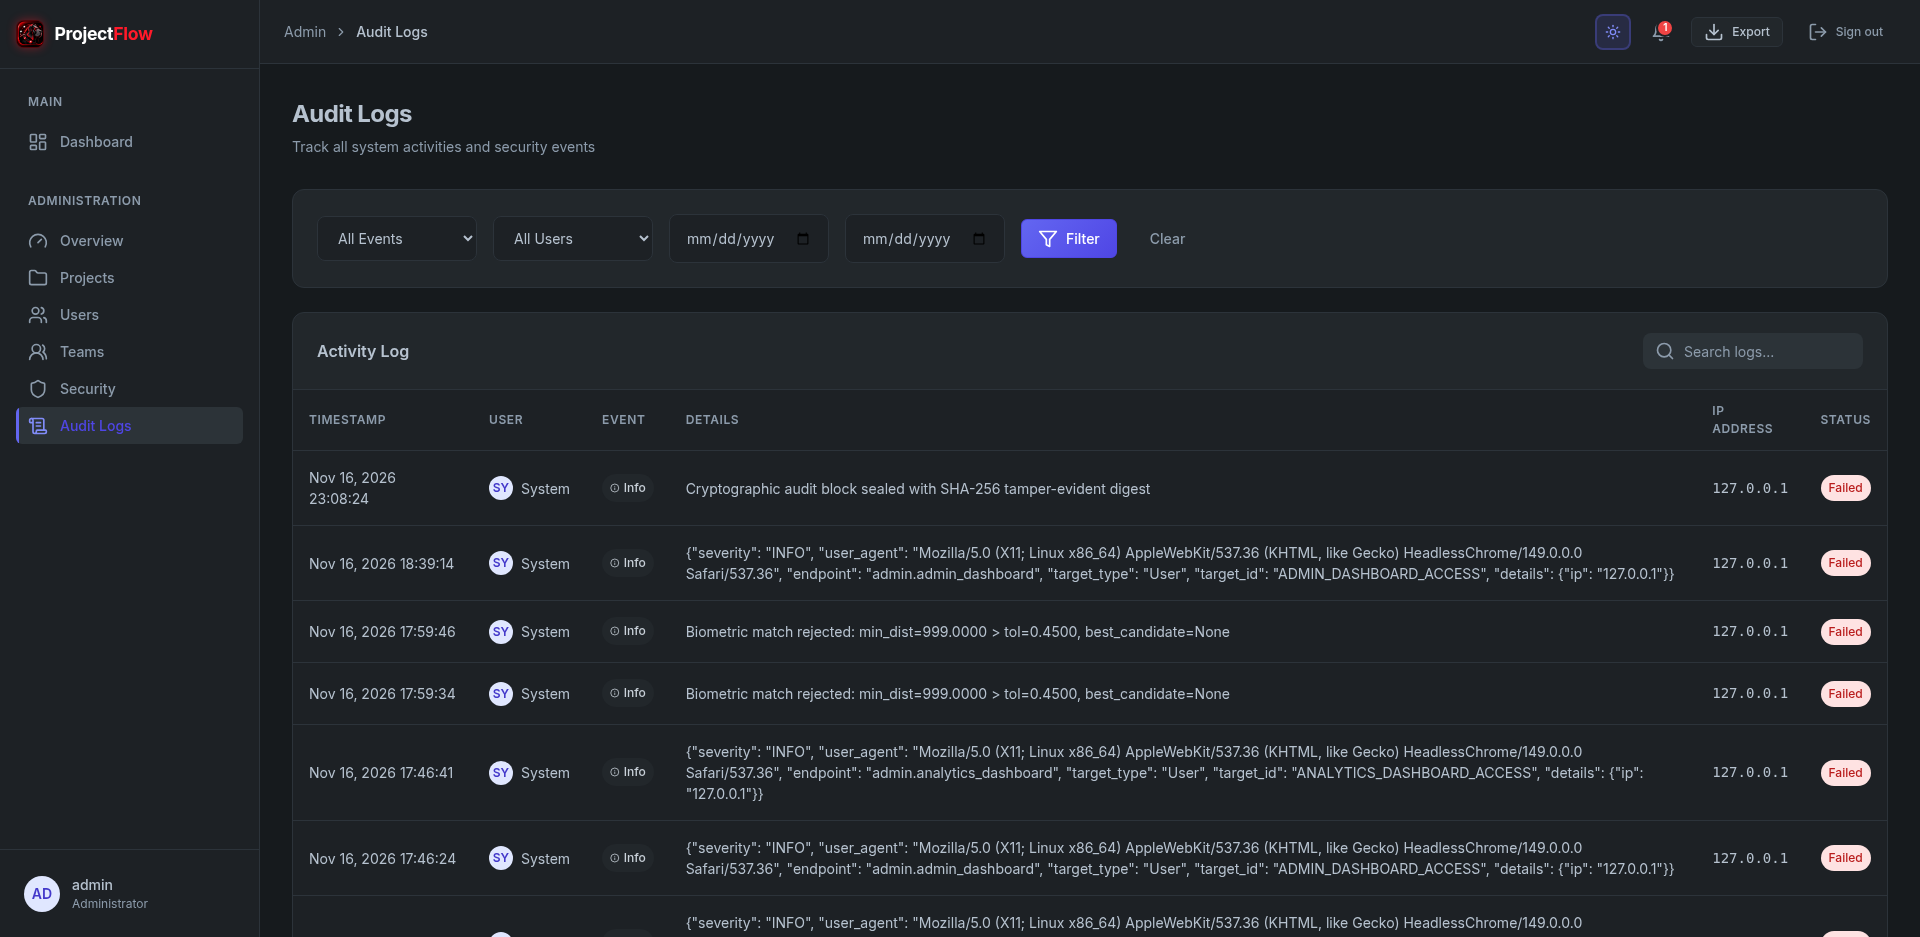 ProjectFlow
MAIN
Dashboard
ADMINISTRATION
Overview
Projects
Users
Teams
Security
Audit Logs
AD
admin
Administrator
Admin > Audit Logs
1
Export
Sign out
Audit Logs
Track all system activities and security events
All Events
All Users
mm/dd/yyyy
mm/dd/yyyy
Filter
Clear
Activity Log
Search logs...
TIMESTAMP USER EVENT DETAILS IP ADDRESS STATUS
Nov 16, 2026
23:08:24
SY System
Info
Cryptographic audit block sealed with SHA-256 tamper-evident digest
127.0.0.1
Failed
Nov 16, 2026 18:39:14
SY System
Info
{"severity": "INFO", "user_agent": "Mozilla/5.0 (X11; Linux x86_64) AppleWebKit/537.36 (KHTML, like Gecko) HeadlessChrome/149.0.0.0
Safari/537.36", "endpoint": "admin.admin_dashboard", "target_type": "User", "target_id": "ADMIN_DASHBOARD_ACCESS", "details": {"ip": "127.0.0.1"}}
127.0.0.1
Failed
Nov 16, 2026 17:59:46
SY System
Info
Biometric match rejected: min_dist=999.0000 > tol=0.4500, best_candidate=None
127.0.0.1
Failed
Nov 16, 2026 17:59:34
SY System
Info
Biometric match rejected: min_dist=999.0000 > tol=0.4500, best_candidate=None
127.0.0.1
Failed
Nov 16, 2026 17:46:41
SY System
Info
{"severity": "INFO", "user_agent": "Mozilla/5.0 (X11; Linux x86_64) AppleWebKit/537.36 (KHTML, like Gecko) HeadlessChrome/149.0.0.0
Safari/537.36", "endpoint": "admin.analytics_dashboard", "target_type": "User", "target_id": "ANALYTICS_DASHBOARD_ACCESS", "details": {"ip":
"127.0.0.1"}}
127.0.0.1
Failed
Nov 16, 2026 17:46:24
SY System
Info
{"severity": "INFO", "user_agent": "Mozilla/5.0 (X11; Linux x86_64) AppleWebKit/537.36 (KHTML, like Gecko) HeadlessChrome/149.0.0.0
Safari/537.36", "endpoint": "admin.admin_dashboard", "target_type": "User", "target_id": "ADMIN_DASHBOARD_ACCESS", "details": {"ip": "127.0.0.1"}}
127.0.0.1
Failed
{"severity": "INFO", "user_agent": "Mozilla/5.0 (X11; Linux x86_64) AppleWebKit/537.36 (KHTML, like Gecko) HeadlessChrome/149.0.0.0